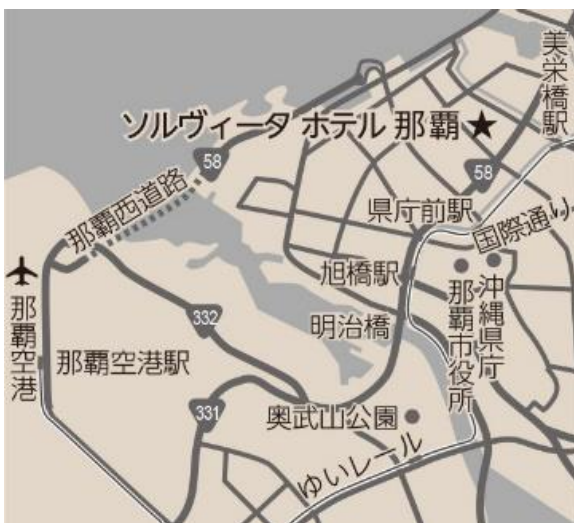 美栄橋駅
ソルヴィータ ホテル 那覇
58
58
那覇西道路
県庁前駅
国際通り
旭橋駅
沖縄県庁
那覇市役所
332
明治橋
那覇空港
那覇空港駅
331
奥武山公園
ゆいレール